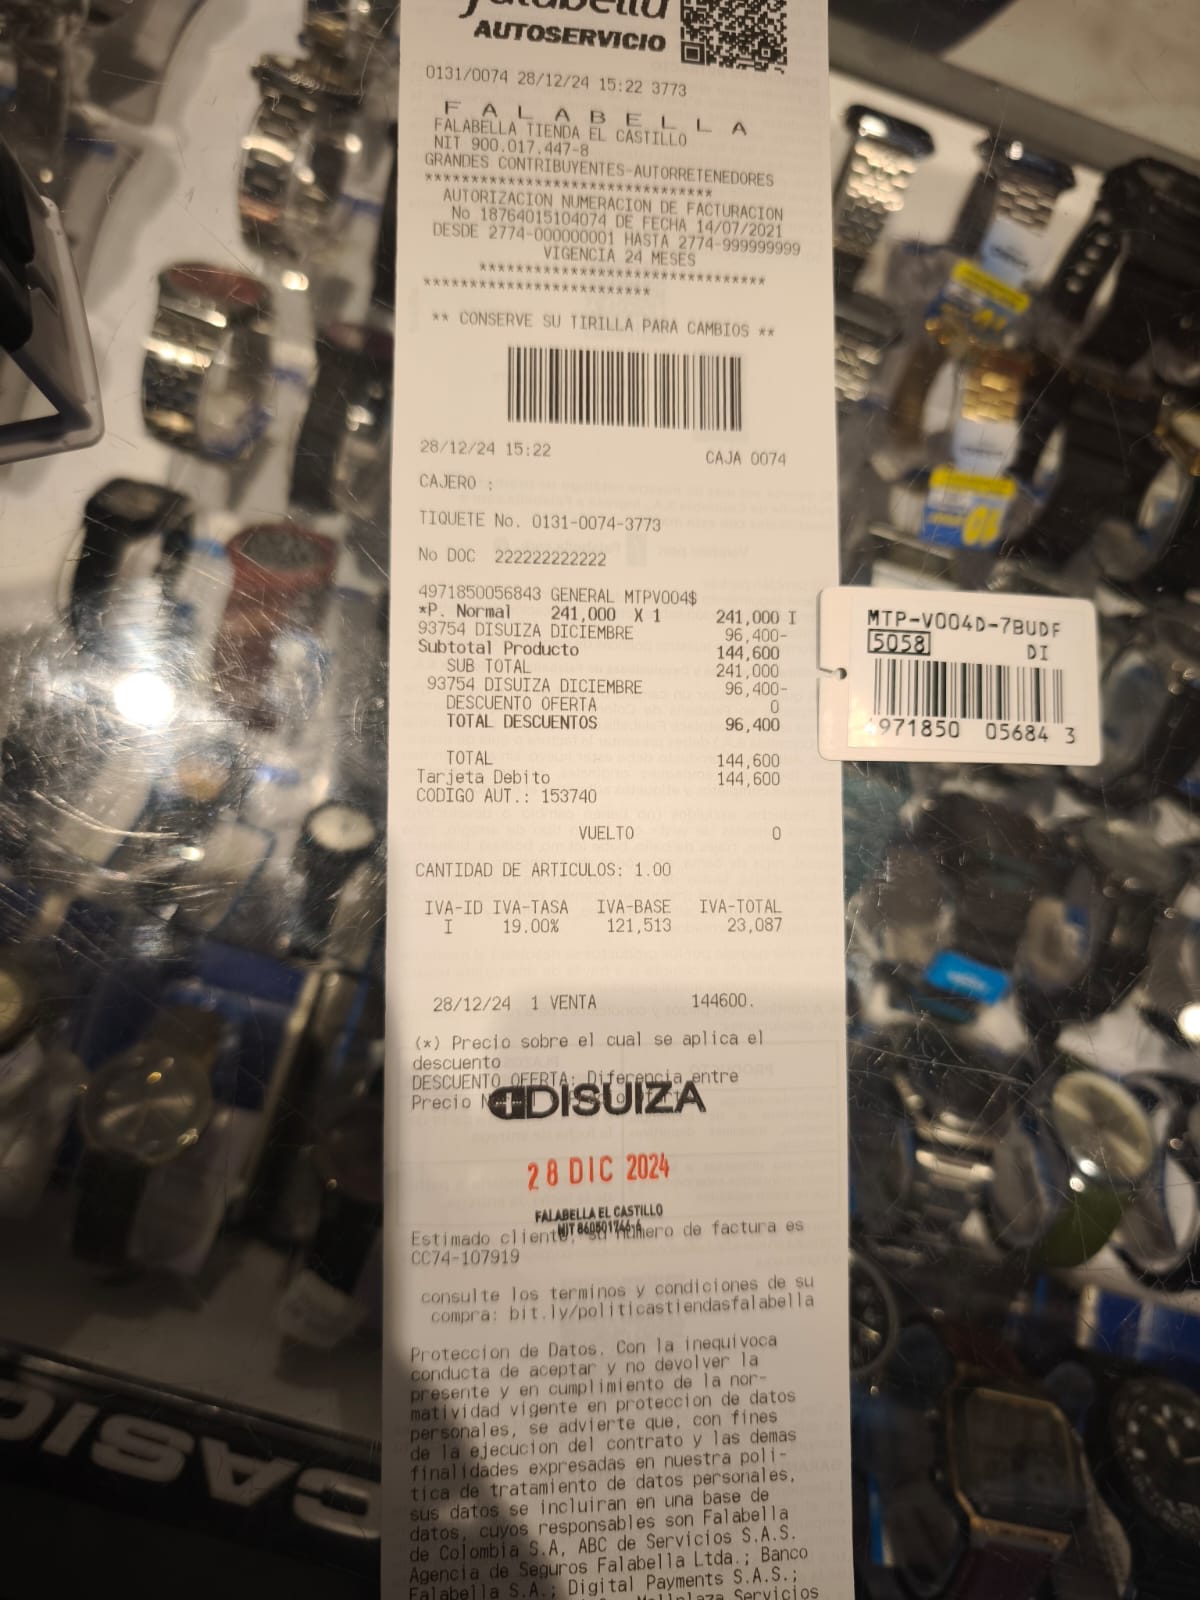 falabella
AUTOSERVICIO
0131/0074 28/12/24 15:22 3773
F A L A B E L L A
FALABELLA TIENDA EL CASTILLO
NIT 900.017.447-8
GRANDES CONTRIBUYENTES-AUTORRETENEDORES
********************************
AUTORIZACION NUMERACION DE FACTURACION
No 18764015104074 DE FECHA 14/07/2021
DESDE 2774-000000001 HASTA 2774-999999999
VIGENCIA 24 MESES
********************************
*************************
** CONSERVE SU TIRILLA PARA CAMBIOS **
28/12/24 15:22 CAJA 0074
CAJERO :
TIQUETE No. 0131-0074-3773
No DOC 222222222222
4971850056843 GENERAL MTPV004$
*P. Normal 241,000 X 1 241,000 I
93754 DISUIZA DICIEMBRE 96,400-
Subtotal Producto 144,600
SUB TOTAL 241,000
93754 DISUIZA DICIEMBRE 96,400-
DESCUENTO OFERTA 0
TOTAL DESCUENTOS 96,400
TOTAL 144,600
Tarjeta Debito 144,600
CODIGO AUT.: 153740
VUELTO 0
CANTIDAD DE ARTICULOS: 1.00
IVA-ID IVA-TASA IVA-BASE IVA-TOTAL
I 19.00% 121,513 23,087
28/12/24 1 VENTA 144600.
(*) Precio sobre el cual se aplica el
descuento
DESCUENTO OFERTA: Diferencia entre
Precio
DISUIZA
28 DIC 2024
FALABELLA EL CASTILLO
NIT 860501746-6
Estimado cliente, su numero de factura es
CC74-107919
consulte los terminos y condiciones de su
compra: bit.ly/politicastiendasfalabella
Proteccion de Datos. Con la inequivoca
conducta de aceptar y no devolver la
presente y en cumplimiento de la nor-
matividad vigente en proteccion de datos
personales, se advierte que, con fines
de la ejecucion del contrato y las demas
finalidades expresadas en nuestra poli-
tica de tratamiento de datos personales,
sus datos se incluiran en una base de
datos, cuyos responsables son Falabella
de Colombia S.A, ABC de Servicios S.A.S.
Agencia de Seguros Falabella Ltda.; Banco
Falabella S.A.; Digital Payments S.A.S.;
Mallplaza Servicios
MTP-V004D-7BUDF
5058 DI
4971850 05684 3
CASIO